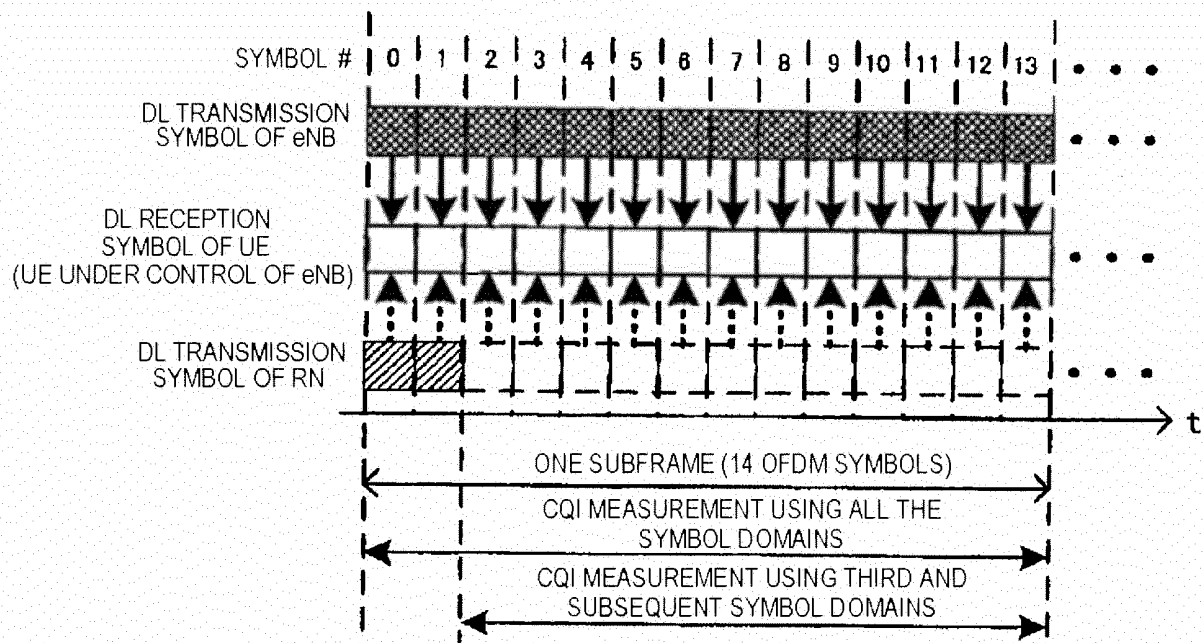 SYMBOL # 0 1 2 3 4 5 6 7 8 9 10 11 12 13
DL TRANSMISSION
SYMBOL OF eNB
DL RECEPTION
SYMBOL OF UE
(UE UNDER CONTROL OF eNB)
DL TRANSMISSION
SYMBOL OF RN
t
ONE SUBFRAME (14 OFDM SYMBOLS)
CQI MEASUREMENT USING ALL THE
SYMBOL DOMAINS
CQI MEASUREMENT USING THIRD AND
SUBSEQUENT SYMBOL DOMAINS